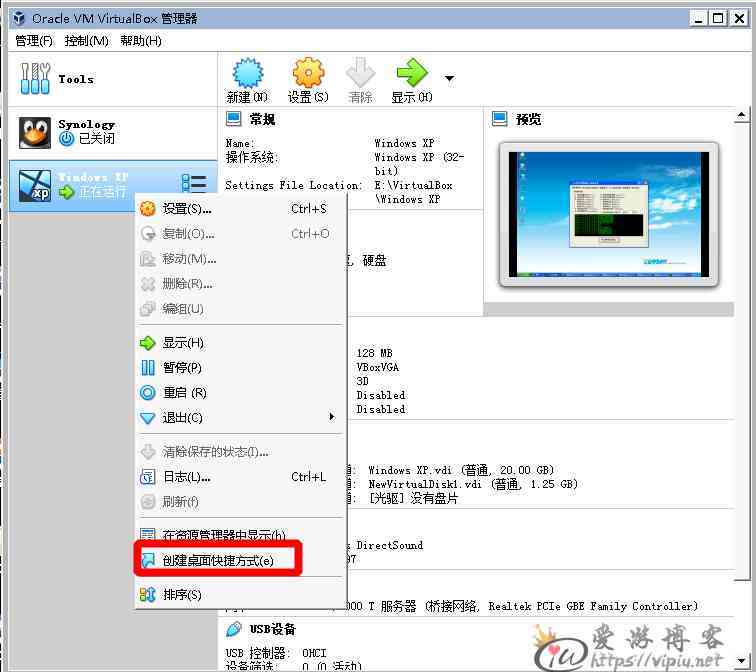 Oracle VM VirtualBox 管理器
管理(F) 控制(M) 帮助(H)
Tools
新建(N) 设置(S) 清除 显示(H)
Synology
已关闭
Windows XP
正在运行
常规
Name: Windows XP
操作系统: Windows XP (32-bit)
Settings File Location: E:\VirtualBox\Windows XP
预览
设置(S)... Ctrl+S
复制(O)... Ctrl+O
移动(M)...
删除(R)...
编组(U)
显示(H)
暂停(P)
重启 (R)
退出(C)
清除保存的状态(I)...
日志(L)... Ctrl+L
刷新(f)
在资源管理器中显示(h)
创建桌面快捷方式(e)
排序(S)
硬盘
128 MB
VBoxVGA
3D
Disabled
Disabled
Windows XP.vdi (普通, 20.00 GB)
NewVirtualDisk1.vdi (普通, 1.25 GB)
[光驱] 没有盘片
DirectSound
97
000 T 服务器 (桥接网络, Realtek PCIe GBE Family Controller)
USB设备
USB 控制器: OHCI
设备筛选: 0 (0 活动)
爱游博客
https://vipiu.net